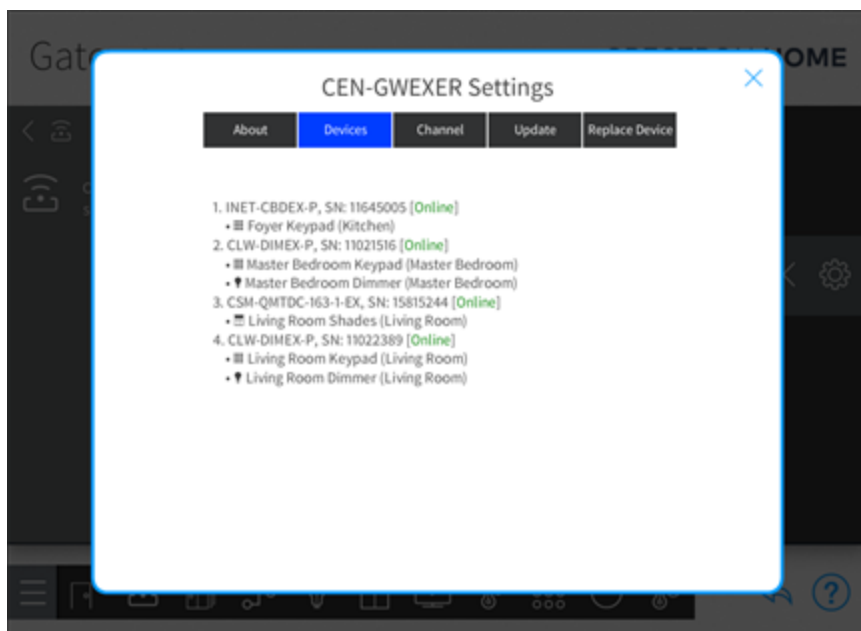 Gat
OME
CEN-GWEXER Settings
About Devices Channel Update Replace Device
1. INET-CBDEX-P, SN: 11645005 [Online]
• Foyer Keypad (Kitchen)
2. CLW-DIMEX-P, SN: 11021516 [Online]
• Master Bedroom Keypad (Master Bedroom)
• Master Bedroom Dimmer (Master Bedroom)
3. CSM-QMTDC-163-1-EX, SN: 15815244 [Online]
• Living Room Shades (Living Room)
4. CLW-DIMEX-P, SN: 11022389 [Online]
• Living Room Keypad (Living Room)
• Living Room Dimmer (Living Room)
?